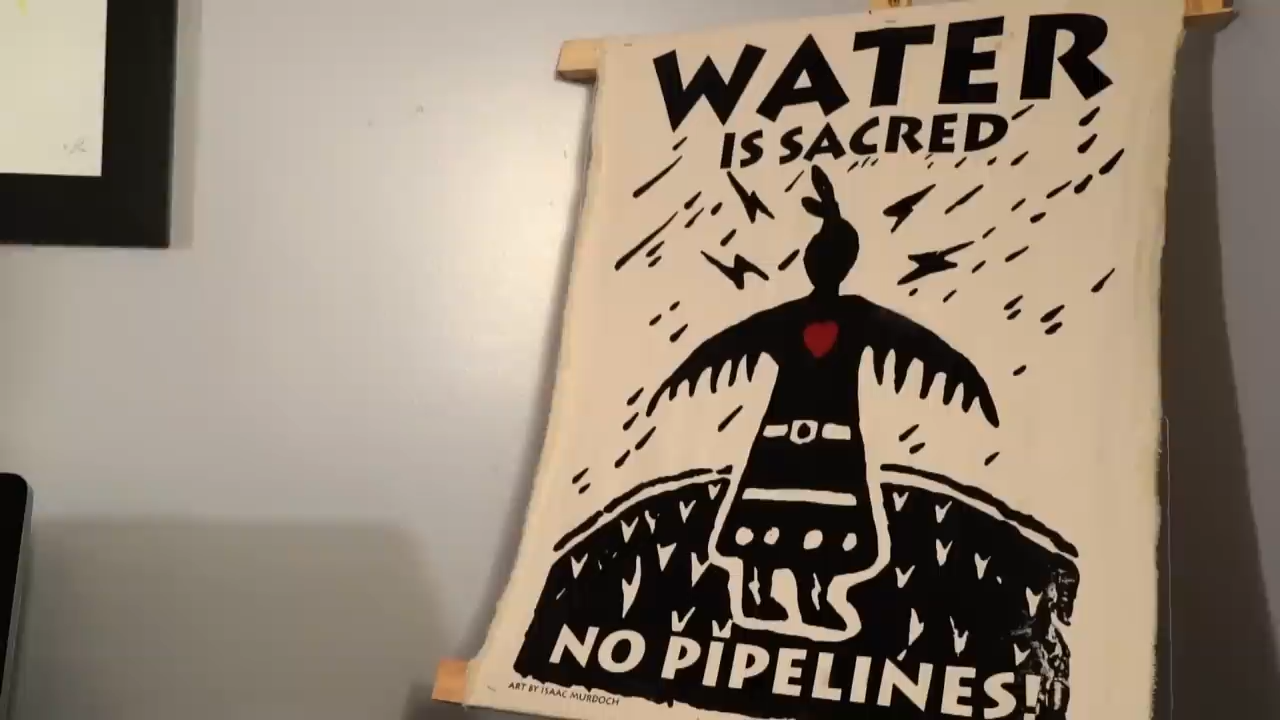 WATER
IS SACRED
NO PIPELINES!
ART BY ISAAC MURDOCH